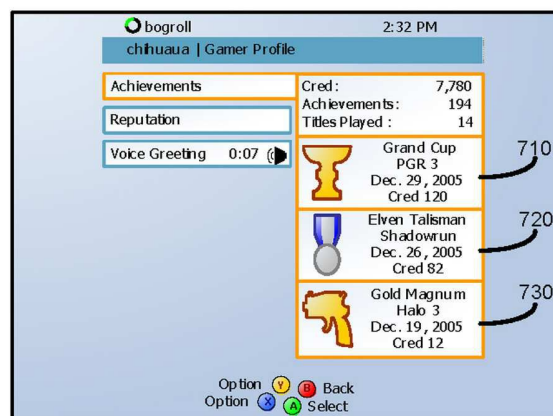 bogroll 2:32 PM
chihuaua | Gamer Profile
Achievements
Reputation
Voice Greeting 0:07
Cred : 7,780
Achievements : 194
Titles Played : 14
Grand Cup
PGR 3
Dec. 29, 2005
Cred 120
710
Elven Talisman
Shadowrun
Dec. 26, 2005
Cred 82
720
Gold Magnum
Halo 3
Dec. 19, 2005
Cred 12
730
Option Y B Back
Option X A Select